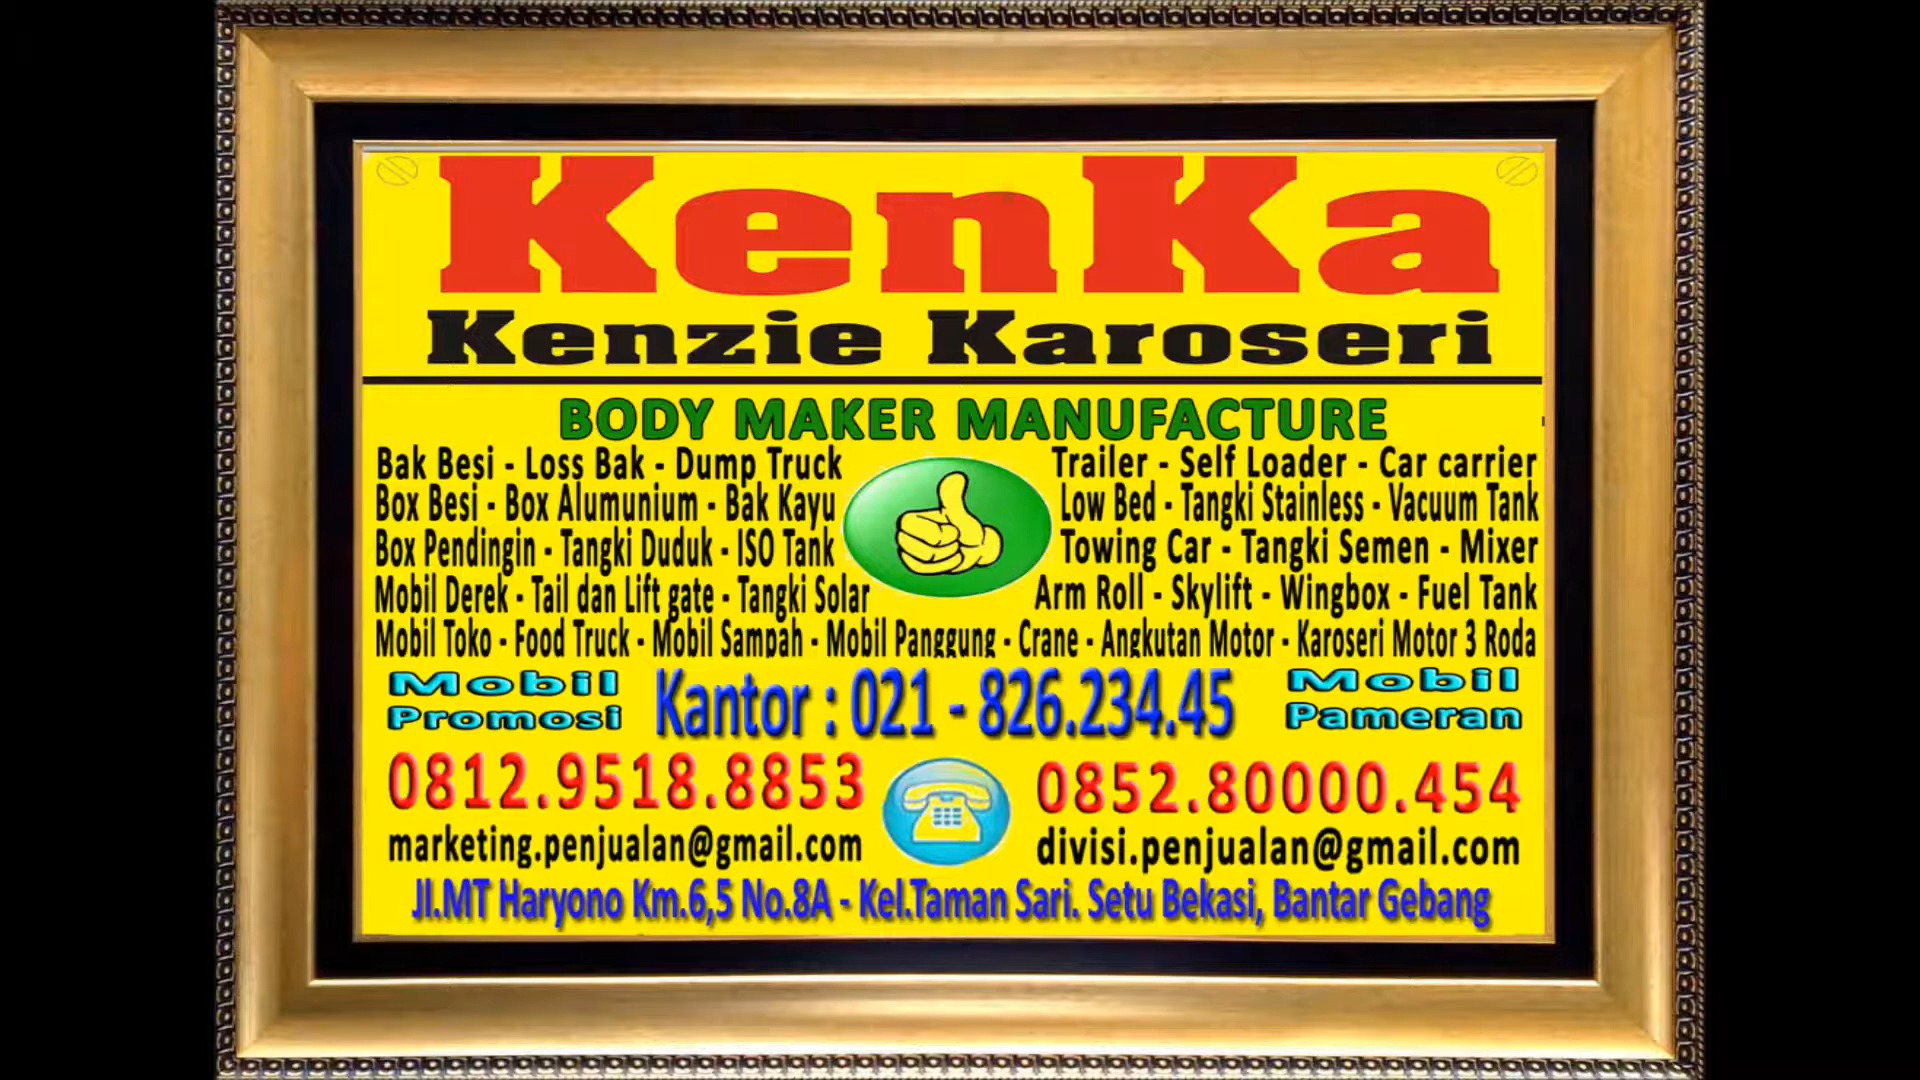 KenKa
Kenzie Karoseri
BODY MAKER MANUFACTURE
Bak Besi - Loss Bak - Dump Truck
Box Besi - Box Alumunium - Bak Kayu
Box Pendingin - Tangki Duduk - ISO Tank
Mobil Derek - Tail dan Lift gate - Tangki Solar
Trailer - Self Loader - Car carrier
Low Bed - Tangki Stainless - Vacuum Tank
Towing Car - Tangki Semen - Mixer
Arm Roll - Skylift - Wingbox - Fuel Tank
Mobil Toko - Food Truck - Mobil Sampah - Mobil Panggung - Crane - Angkutan Motor - Karoseri Motor 3 Roda
Mobil
Promosi
Kantor : 021 - 826.234.45
Mobil
Pameran
0812.9518.8853
0852.80000.454
marketing.penjualan@gmail.com
divisi.penjualan@gmail.com
Jl.MT Haryono Km.6,5 No.8A - Kel.Taman Sari. Setu Bekasi, Bantar Gebang